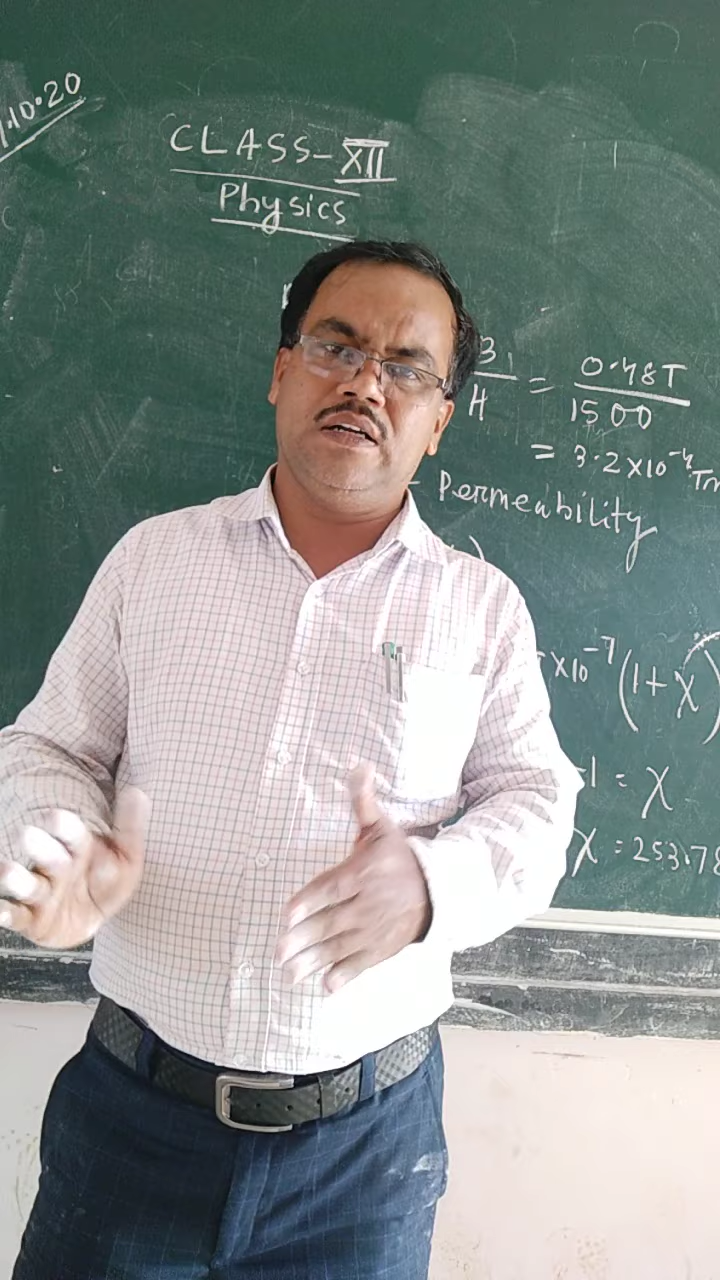 .10.20
CLASS-XII
Physics
= 0.48T
H 1500
= 3.2×10⁻⁴ Tm
Permeability
×10⁻⁷ (1+χ)
-1 = χ
χ = 253.78